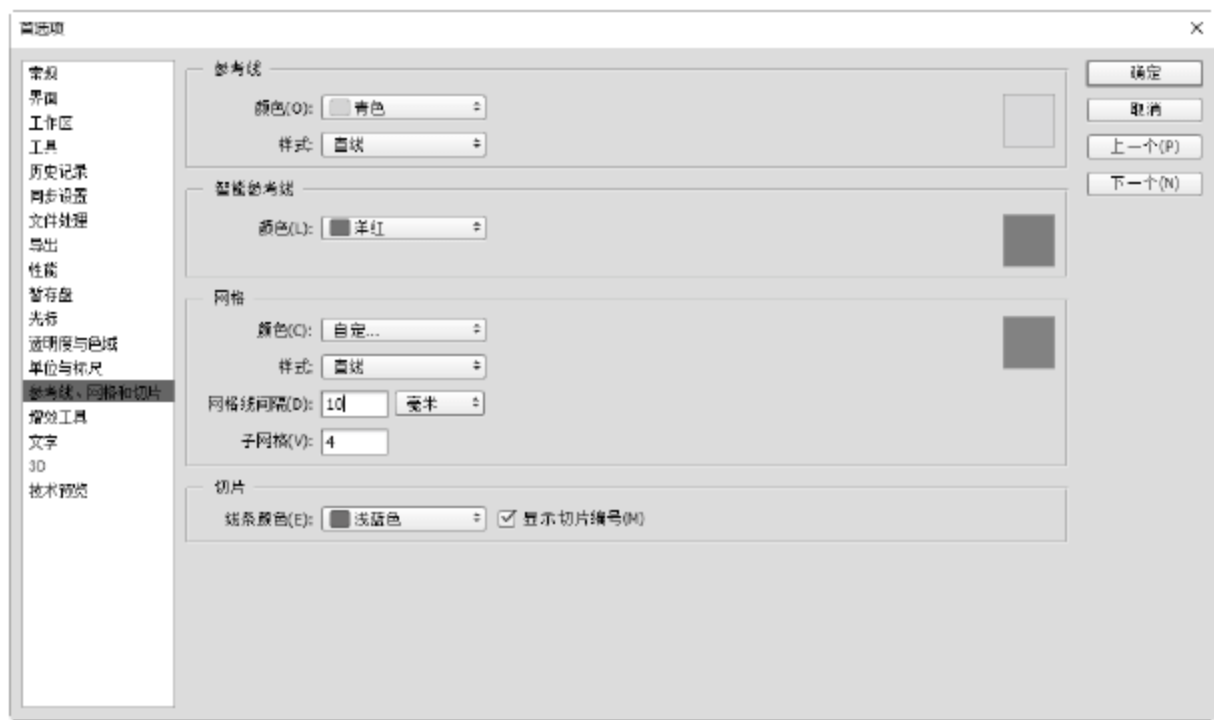 首选项
常规
界面
工作区
工具
历史记录
同步设置
文件处理
导出
性能
暂存盘
光标
透明度与色域
单位与标尺
参考线、网格和切片
增效工具
文字
3D
技术预览
参考线
颜色(O): 青色
样式: 直线
智能参考线
颜色(L): 洋红
网格
颜色(C): 自定...
样式: 直线
网格线间隔(D): 10 毫米
子网格(V): 4
切片
线条颜色(E): 浅蓝色 显示切片编号(M)
确定
取消
上一个(P)
下一个(N)